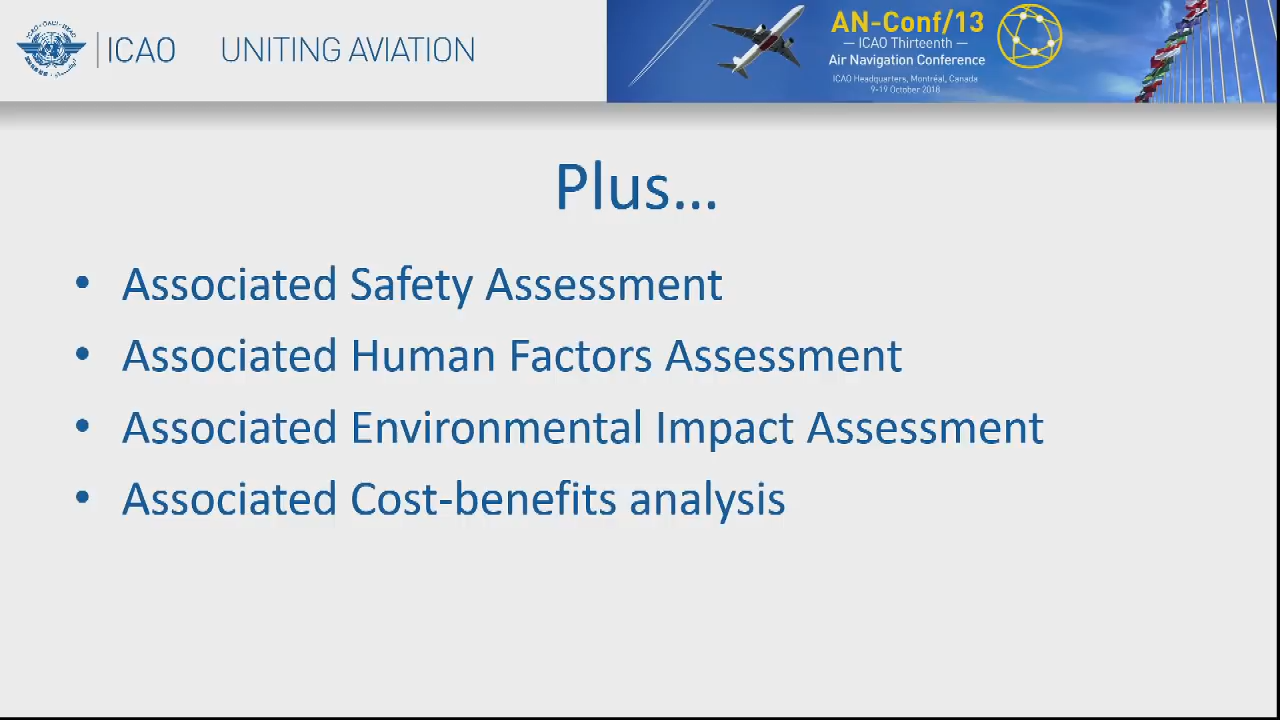 ICAO
UNITING AVIATION
AN-Conf/13
— ICAO Thirteenth —
Air Navigation Conference
ICAO Headquarters, Montréal, Canada
9-19 October 2018
Plus...
• Associated Safety Assessment
• Associated Human Factors Assessment
• Associated Environmental Impact Assessment
• Associated Cost-benefits analysis